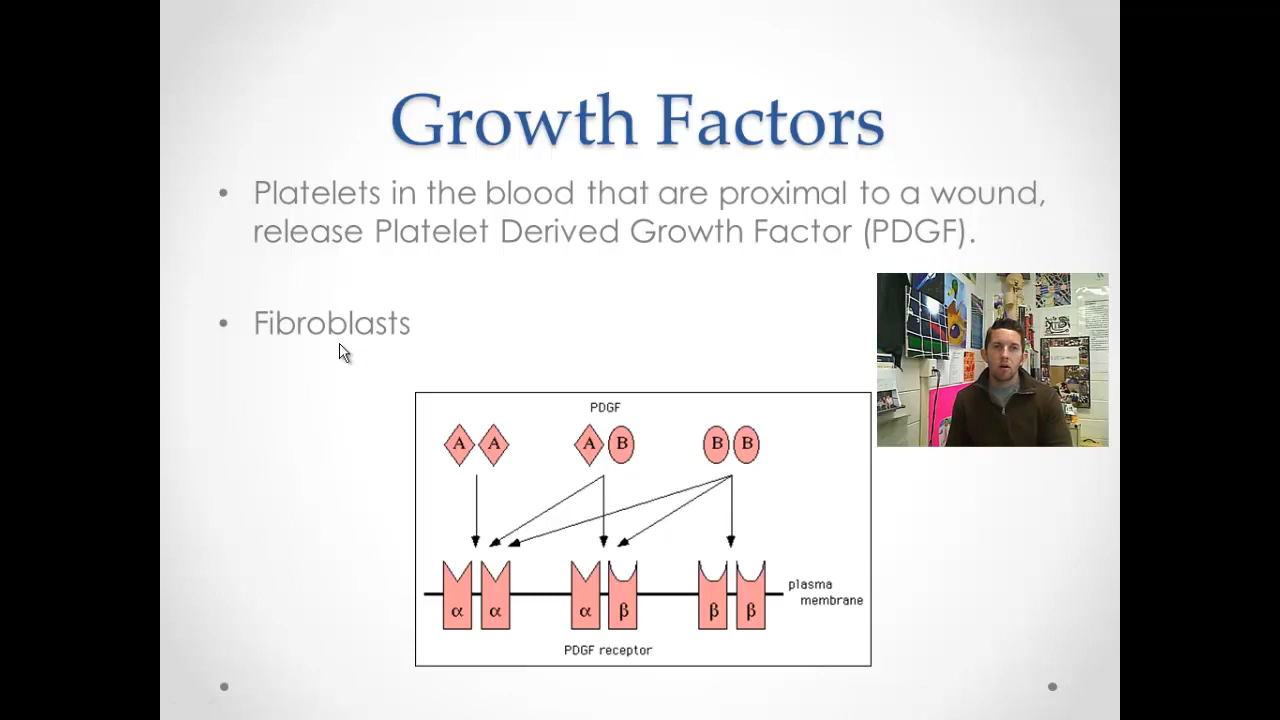 Growth Factors
• Platelets in the blood that are proximal to a wound,
release Platelet Derived Growth Factor (PDGF).
• Fibroblasts
PDGF
A A A B B B
α α α β β β
plasma
membrane
PDGF receptor